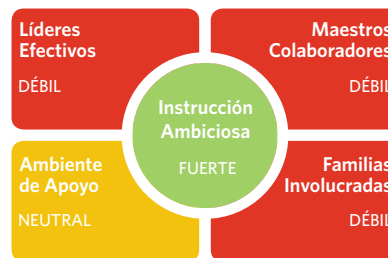 Líderes
Efectivos
DÉBIL
Maestros
Colaboradores
DÉBIL
Instrucción
Ambiciosa
FUERTE
Ambiente
de Apoyo
NEUTRAL
Familias
Involucradas
DÉBIL